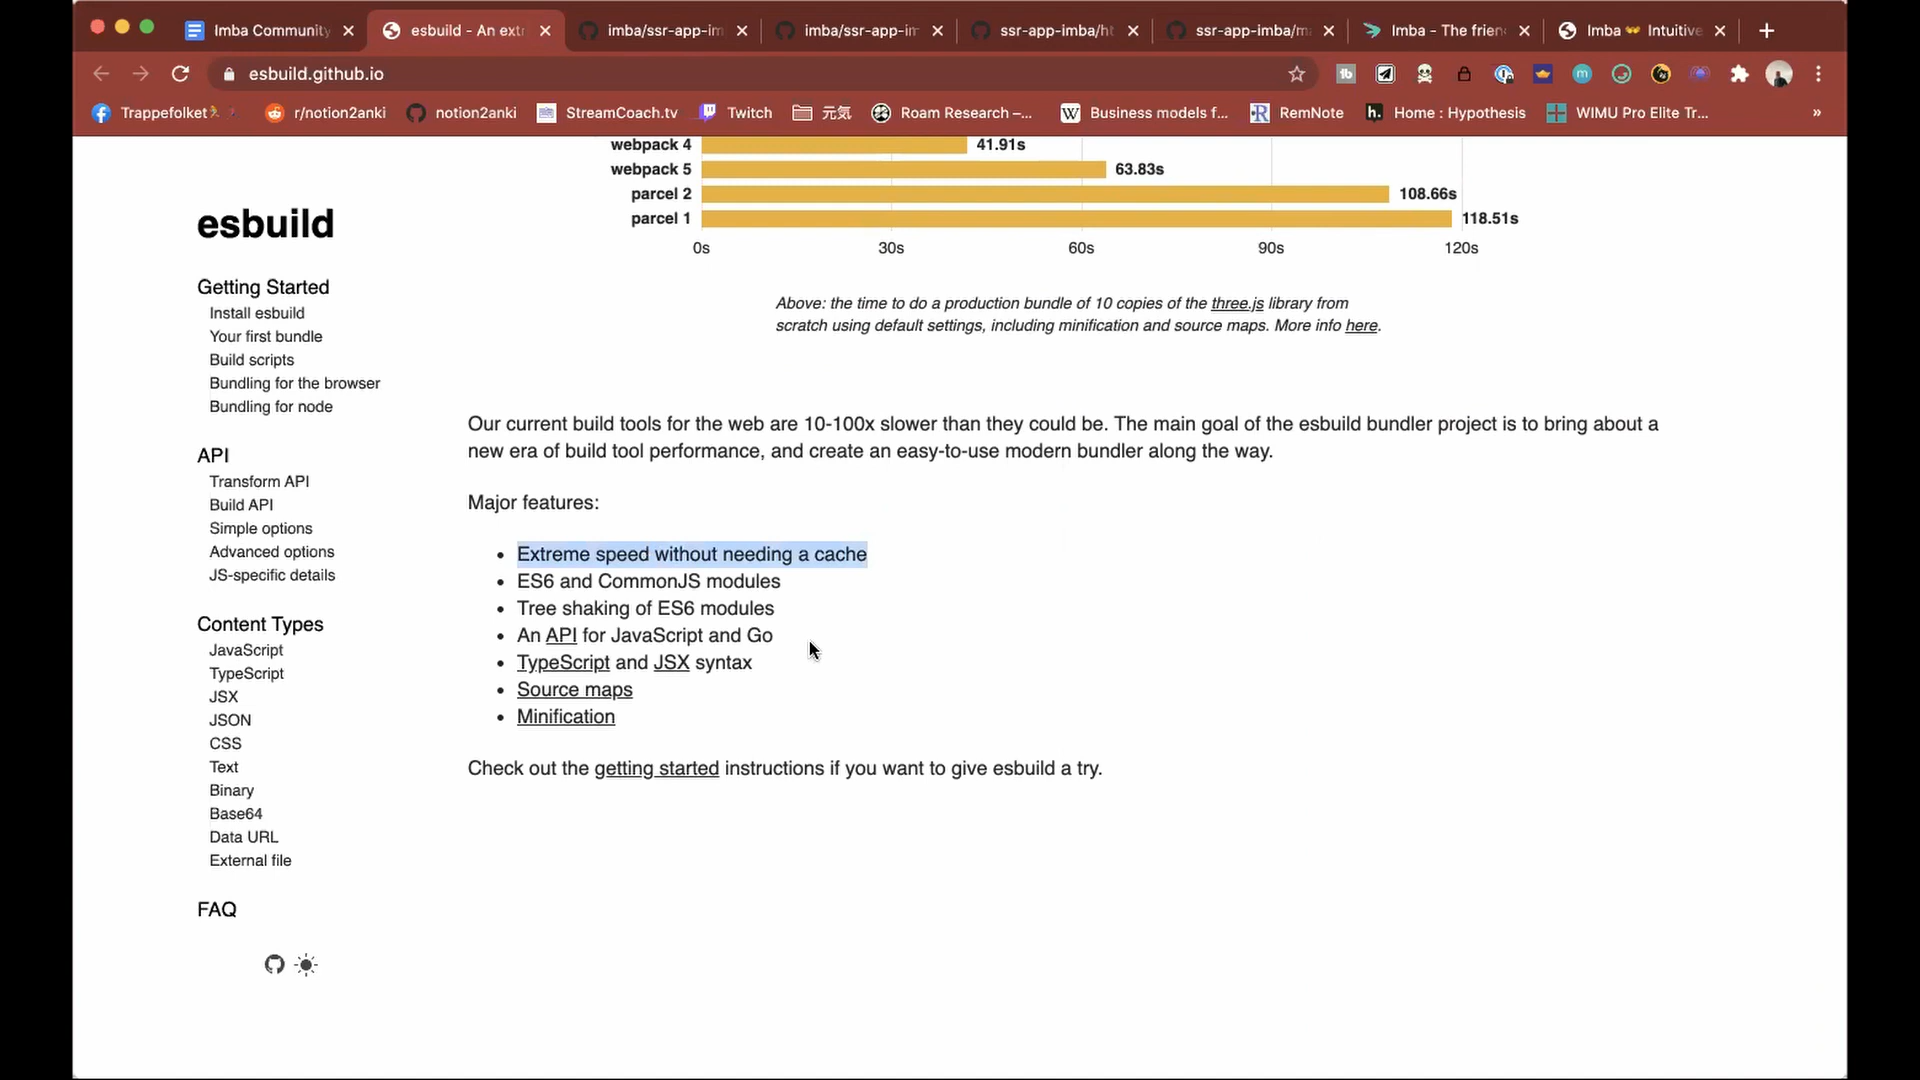 Imba Community
esbuild - An extr
imba/ssr-app-im
imba/ssr-app-im
ssr-app-imba/ht
ssr-app-imba/ma
Imba - The frien
Imba 👐 Intuitive
esbuild.github.io
Trappefolket
r/notion2anki
notion2anki
StreamCoach.tv
Twitch
元気
Roam Research –...
Business models f...
RemNote
Home : Hypothesis
WIMU Pro Elite Tr...
»
webpack 4 41.91s
webpack 5 63.83s
parcel 2 108.66s
parcel 1 118.51s
0s 30s 60s 90s 120s
Above: the time to do a production bundle of 10 copies of the three.js library from
scratch using default settings, including minification and source maps. More info here.
esbuild
Getting Started
Install esbuild
Your first bundle
Build scripts
Bundling for the browser
Bundling for node
API
Transform API
Build API
Simple options
Advanced options
JS-specific details
Content Types
JavaScript
TypeScript
JSX
JSON
CSS
Text
Binary
Base64
Data URL
External file
FAQ
Our current build tools for the web are 10-100x slower than they could be. The main goal of the esbuild bundler project is to bring about a
new era of build tool performance, and create an easy-to-use modern bundler along the way.
Major features:
• Extreme speed without needing a cache
• ES6 and CommonJS modules
• Tree shaking of ES6 modules
• An API for JavaScript and Go
• TypeScript and JSX syntax
• Source maps
• Minification
Check out the getting started instructions if you want to give esbuild a try.